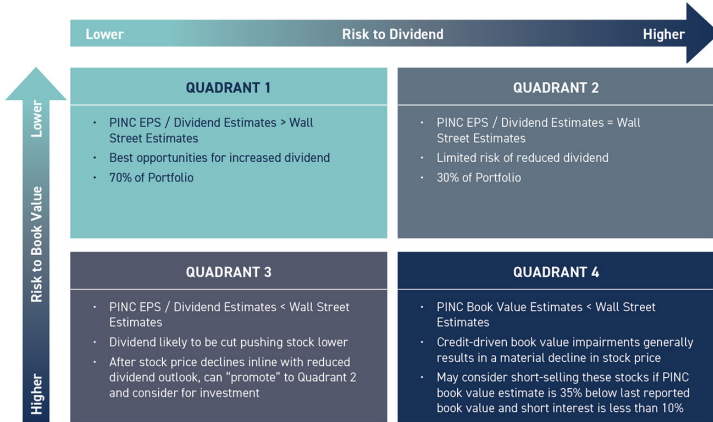 Lower
Risk to Dividend
Higher
Lower
Risk to Book Value
Higher
QUADRANT 1
· PINC EPS / Dividend Estimates > Wall
Street Estimates
· Best opportunities for increased dividend
· 70% of Portfolio
QUADRANT 2
· PINC EPS / Dividend Estimates = Wall
Street Estimates
· Limited risk of reduced dividend
· 30% of Portfolio
QUADRANT 3
· PINC EPS / Dividend Estimates < Wall Street
Estimates
· Dividend likely to be cut pushing stock lower
· After stock price declines inline with reduced
dividend outlook, can "promote" to Quadrant 2
and consider for investment
QUADRANT 4
· PINC Book Value Estimates < Wall Street
Estimates
· Credit-driven book value impairments generally
results in a material decline in stock price
· May consider short-selling these stocks if PINC
book value estimate is 35% below last reported
book value and short interest is less than 10%